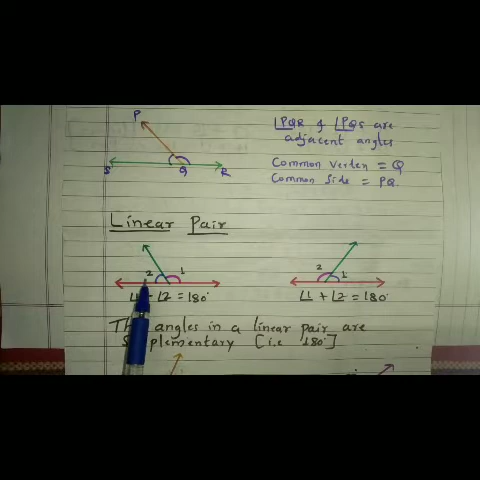 P
∠PQR & ∠PQS are
adjacent angles
S Q R
Common vertex = Q
Common Side = PQ.
Linear Pair
2 1
2 1
∠1 + ∠2 = 180°
∠1 + ∠2 = 180°
angles in a linear pair are
[i.e 180°]